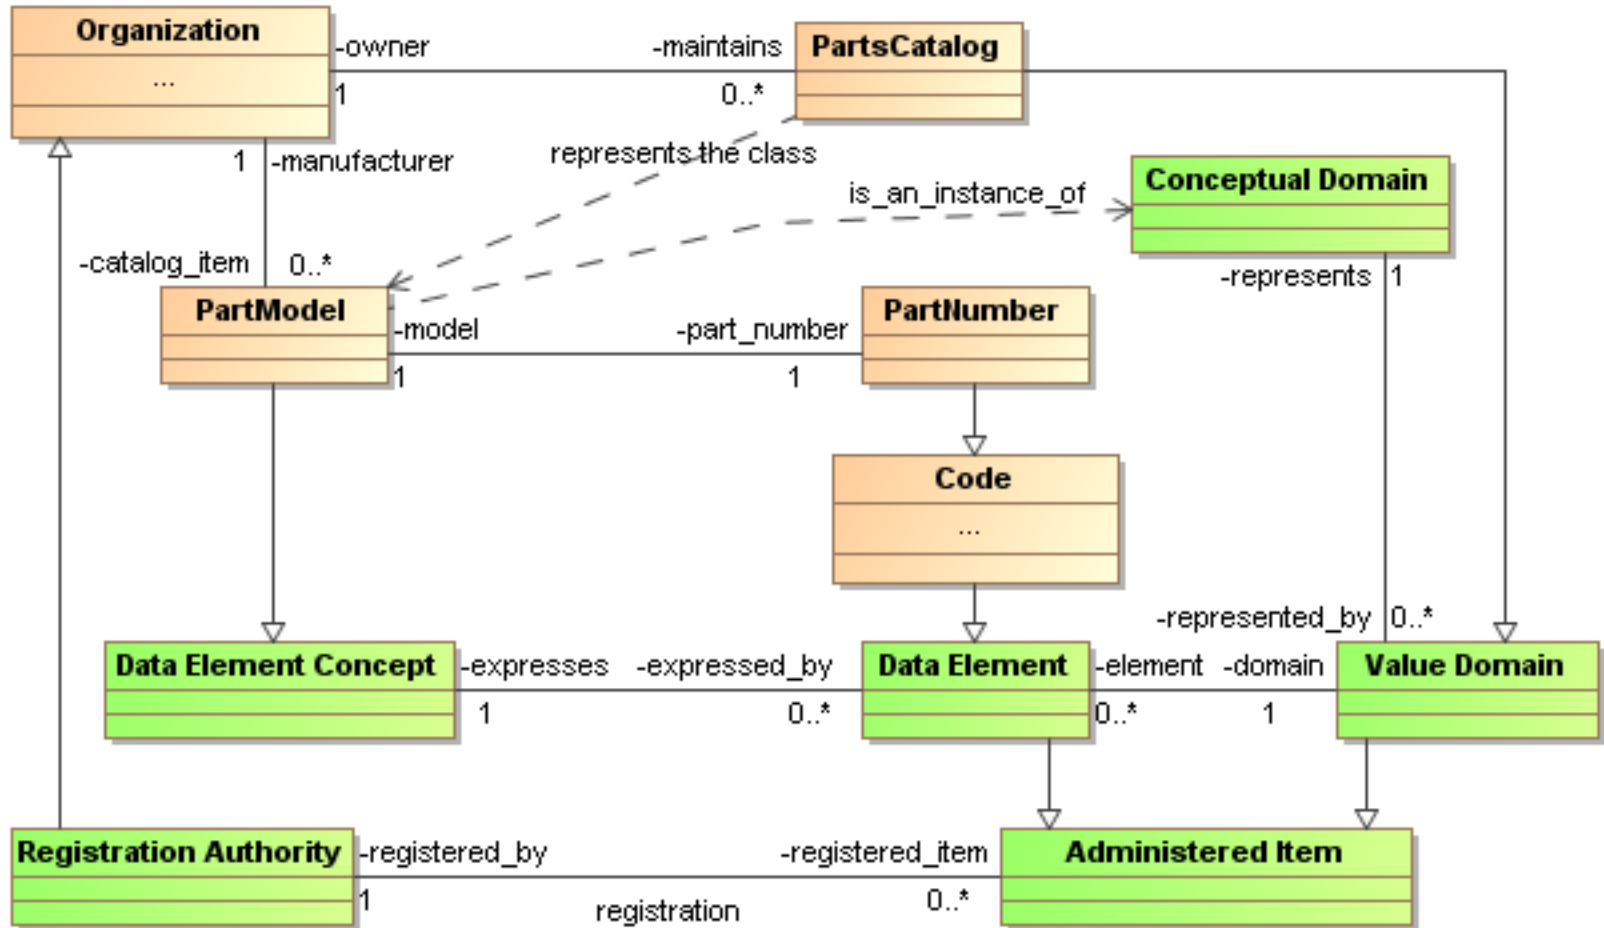 Organization
...
-owner
1
-maintains
0..*
PartsCatalog
1
-manufacturer
represents the class
is_an_instance_of
Conceptual Domain
-catalog_item
0..*
-represents
1
PartModel
-model
1
-part_number
1
PartNumber
Code
...
-represented_by
0..*
Data Element Concept
-expresses
1
-expressed_by
0..*
Data Element
-element
0..*
-domain
1
Value Domain
Registration Authority
-registered_by
1
registration
-registered_item
0..*
Administered Item